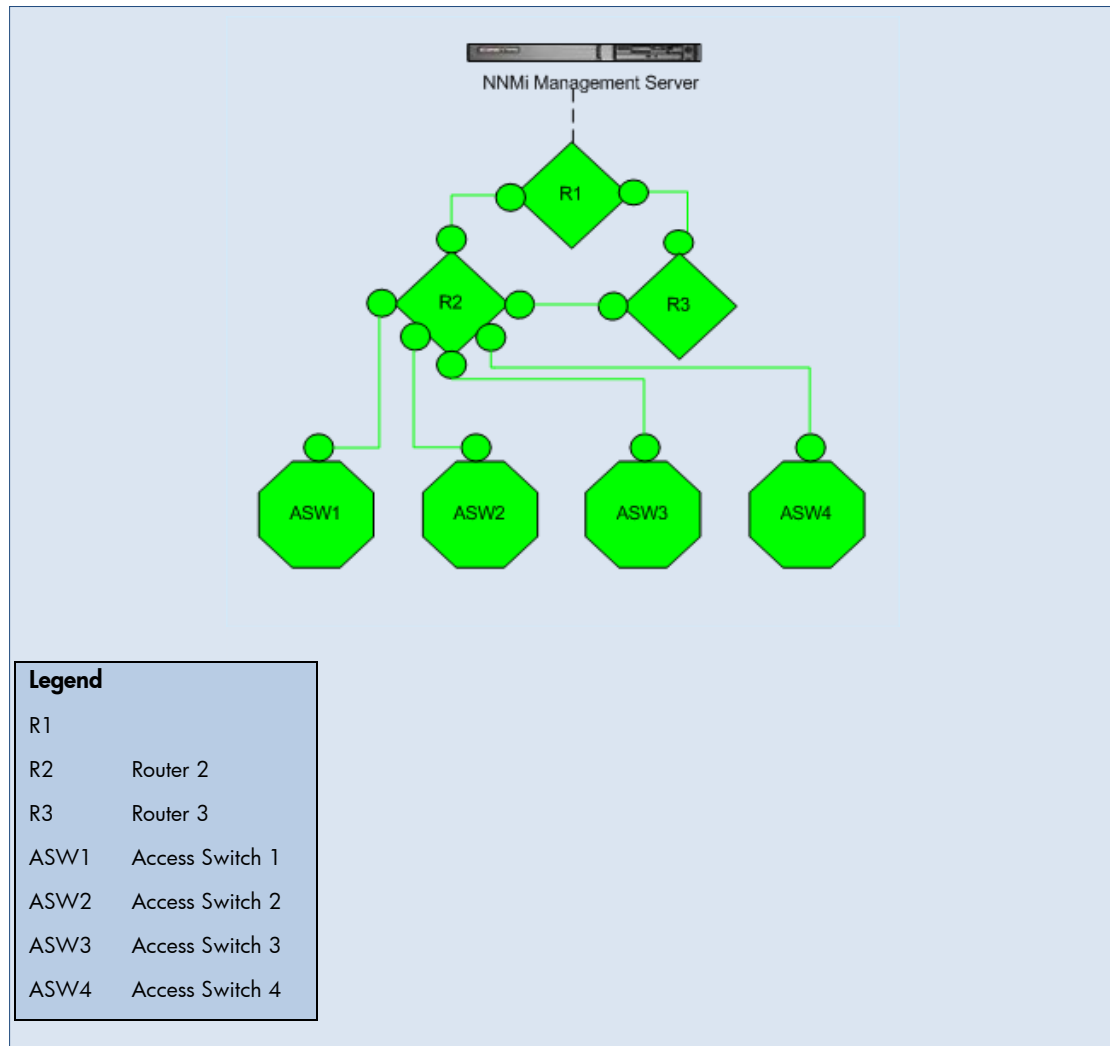 NNMi Management Server
R1
R2
R3
ASW1
ASW2
ASW3
ASW4
Legend
R1
R2 Router 2
R3 Router 3
ASW1 Access Switch 1
ASW2 Access Switch 2
ASW3 Access Switch 3
ASW4 Access Switch 4